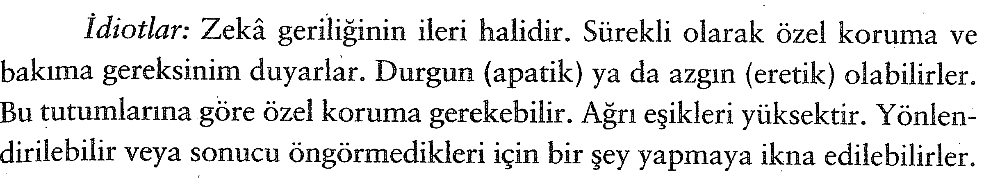 İdiotlar: Zekâ geriliğinin ileri halidir. Sürekli olarak özel koruma ve
bakıma gereksinim duyarlar. Durgun (apatik) ya da azgın (eretik) olabilirler.
Bu tutumlarına göre özel koruma gerekebilir. Ağrı eşikleri yüksektir. Yönlen-
dirilebilir veya sonucu öngörmedikleri için bir şey yapmaya ikna edilebilirler.